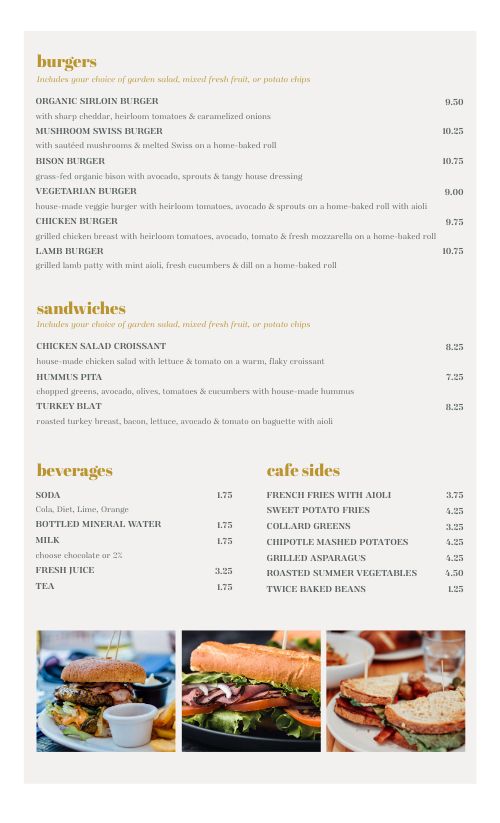 burgers
Includes your choice of garden salad, mixed fresh fruit, or potato chips
ORGANIC SIRLOIN BURGER 9.50
with sharp cheddar, heirloom tomatoes & caramelized onions
MUSHROOM SWISS BURGER 10.25
with sautéed mushrooms & melted Swiss on a home-baked roll
BISON BURGER 10.75
grass-fed organic bison with avocado, sprouts & tangy house dressing
VEGETARIAN BURGER 9.00
house-made veggie burger with heirloom tomatoes, avocado & sprouts on a home-baked roll with aioli
CHICKEN BURGER 9.75
grilled chicken breast with heirloom tomatoes, avocado, tomato & fresh mozzarella on a home-baked roll
LAMB BURGER 10.75
grilled lamb patty with mint aioli, fresh cucumbers & dill on a home-baked roll
sandwiches
Includes your choice of garden salad, mixed fresh fruit, or potato chips
CHICKEN SALAD CROISSANT 8.25
house-made chicken salad with lettuce & tomato on a warm, flaky croissant
HUMMUS PITA 7.25
chopped greens, avocado, olives, tomatoes & cucumbers with house-made hummus
TURKEY BLAT 8.25
roasted turkey breast, bacon, lettuce, avocado & tomato on baguette with aioli
beverages
SODA 1.75
Cola, Diet, Lime, Orange
BOTTLED MINERAL WATER 1.75
MILK 1.75
choose chocolate or 2%
FRESH JUICE 3.25
TEA 1.75
cafe sides
FRENCH FRIES WITH AIOLI 3.75
SWEET POTATO FRIES 4.25
COLLARD GREENS 3.25
CHIPOTLE MASHED POTATOES 4.25
GRILLED ASPARAGUS 4.25
ROASTED SUMMER VEGETABLES 4.50
TWICE BAKED BEANS 1.25